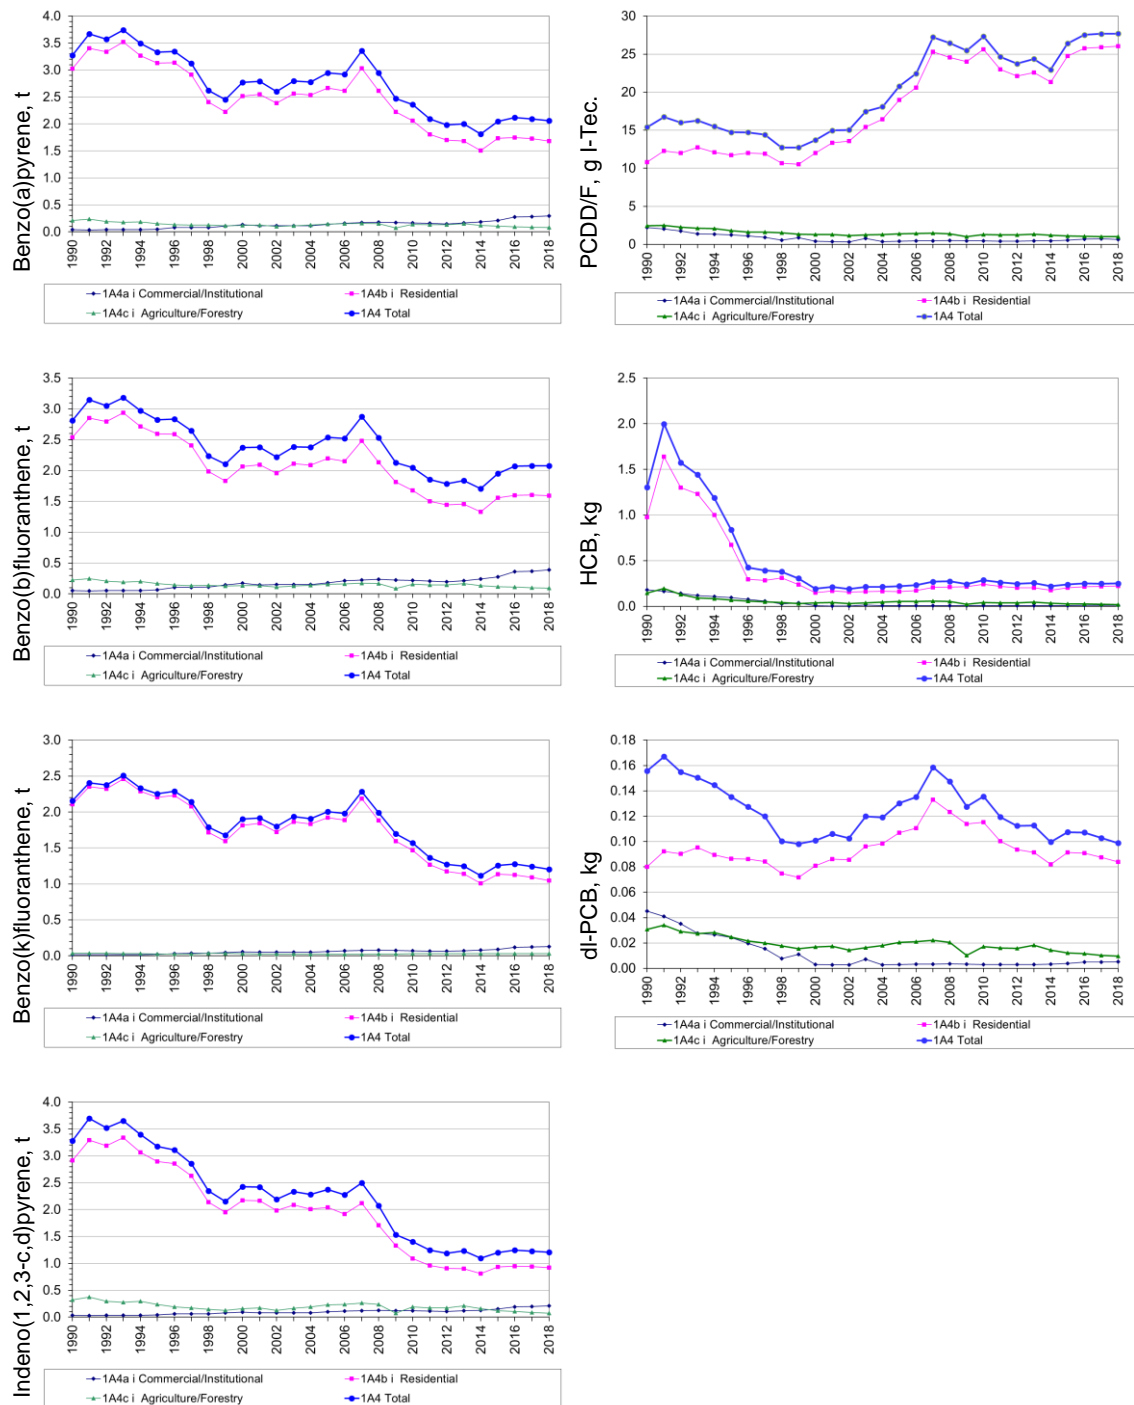 Benzo(a)pyrene, t
4.0
3.5
3.0
2.5
2.0
1.5
1.0
0.5
0.0
1990 1992 1994 1996 1998 2000 2002 2004 2006 2008 2010 2012 2014 2016 2018
1A4a i Commercial/Institutional 1A4b i Residential
1A4c i Agriculture/Forestry 1A4 Total
PCDD/F, g I-Tec.
30
25
20
15
10
5
0
1990 1992 1994 1996 1998 2000 2002 2004 2006 2008 2010 2012 2014 2016 2018
1A4a i Commercial/Institutional 1A4b i Residential
1A4c i Agriculture/Forestry 1A4 Total
Benzo(b)fluoranthene, t
3.5
3.0
2.5
2.0
1.5
1.0
0.5
0.0
1990 1992 1994 1996 1998 2000 2002 2004 2006 2008 2010 2012 2014 2016 2018
1A4a i Commercial/Institutional 1A4b i Residential
1A4c i Agriculture/Forestry 1A4 Total
HCB, kg
2.5
2.0
1.5
1.0
0.5
0.0
1990 1992 1994 1996 1998 2000 2002 2004 2006 2008 2010 2012 2014 2016 2018
1A4a i Commercial/Institutional 1A4b i Residential
1A4c i Agriculture/Forestry 1A4 Total
Benzo(k)fluoranthene, t
3.0
2.5
2.0
1.5
1.0
0.5
0.0
1990 1992 1994 1996 1998 2000 2002 2004 2006 2008 2010 2012 2014 2016 2018
1A4a i Commercial/Institutional 1A4b i Residential
1A4c i Agriculture/Forestry 1A4 Total
dl-PCB, kg
0.18
0.16
0.14
0.12
0.10
0.08
0.06
0.04
0.02
0.00
1990 1992 1994 1996 1998 2000 2002 2004 2006 2008 2010 2012 2014 2016 2018
1A4a i Commercial/Institutional 1A4b i Residential
1A4c i Agriculture/Forestry 1A4 Total
Indeno(1,2,3-c,d)pyrene, t
4.0
3.5
3.0
2.5
2.0
1.5
1.0
0.5
0.0
1990 1992 1994 1996 1998 2000 2002 2004 2006 2008 2010 2012 2014 2016 2018
1A4a i Commercial/Institutional 1A4b i Residential
1A4c i Agriculture/Forestry 1A4 Total